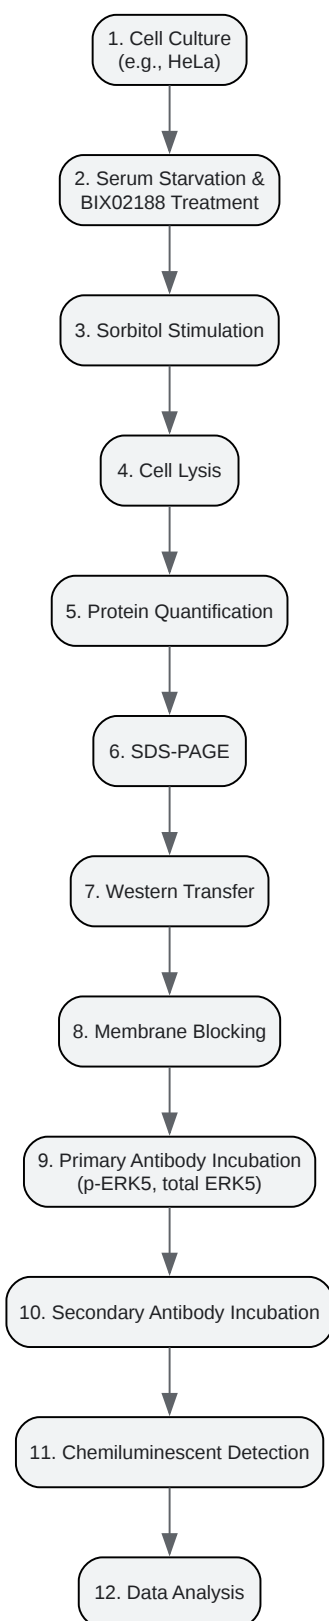 1. Cell Culture
(e.g., HeLa)
2. Serum Starvation &
BIX02188 Treatment
3. Sorbitol Stimulation
4. Cell Lysis
5. Protein Quantification
6. SDS-PAGE
7. Western Transfer
8. Membrane Blocking
9. Primary Antibody Incubation
(p-ERK5, total ERK5)
10. Secondary Antibody Incubation
11. Chemiluminescent Detection
12. Data Analysis